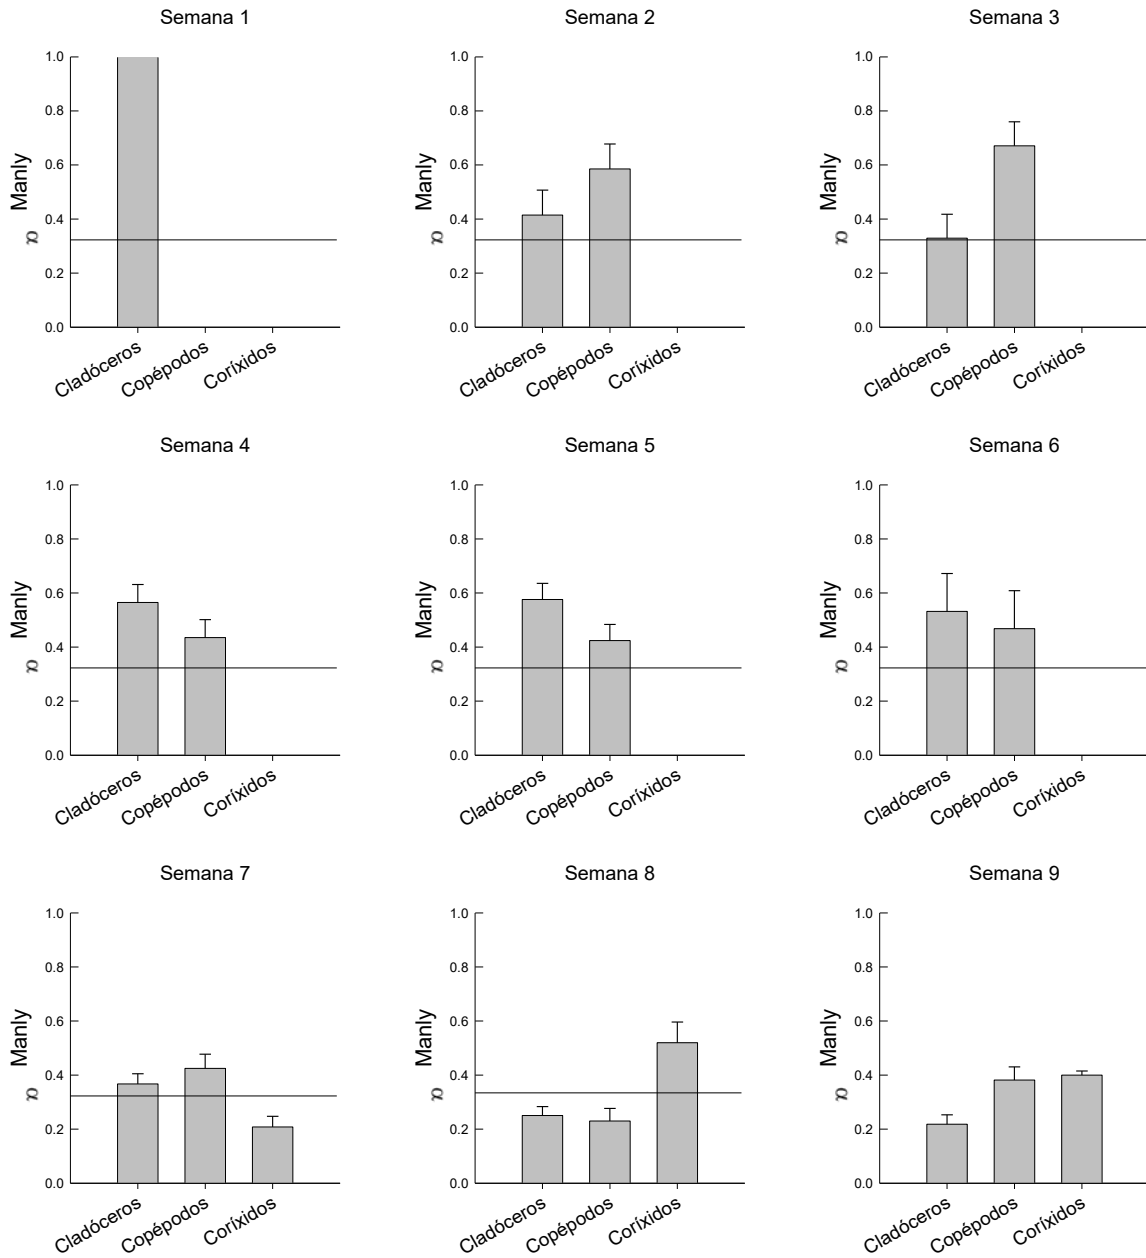 Semana 1
1.0
0.8
0.6
0.4
0.2
0.0
α Manly
Cladóceros
Copépodos
Coríxidos
Semana 2
1.0
0.8
0.6
0.4
0.2
0.0
α Manly
Cladóceros
Copépodos
Coríxidos
Semana 3
1.0
0.8
0.6
0.4
0.2
0.0
α Manly
Cladóceros
Copépodos
Coríxidos
Semana 4
1.0
0.8
0.6
0.4
0.2
0.0
α Manly
Cladóceros
Copépodos
Coríxidos
Semana 5
1.0
0.8
0.6
0.4
0.2
0.0
α Manly
Cladóceros
Copépodos
Coríxidos
Semana 6
1.0
0.8
0.6
0.4
0.2
0.0
α Manly
Cladóceros
Copépodos
Coríxidos
Semana 7
1.0
0.8
0.6
0.4
0.2
0.0
α Manly
Cladóceros
Copépodos
Coríxidos
Semana 8
1.0
0.8
0.6
0.4
0.2
0.0
α Manly
Cladóceros
Copépodos
Coríxidos
Semana 9
1.0
0.8
0.6
0.4
0.2
0.0
α Manly
Cladóceros
Copépodos
Coríxidos